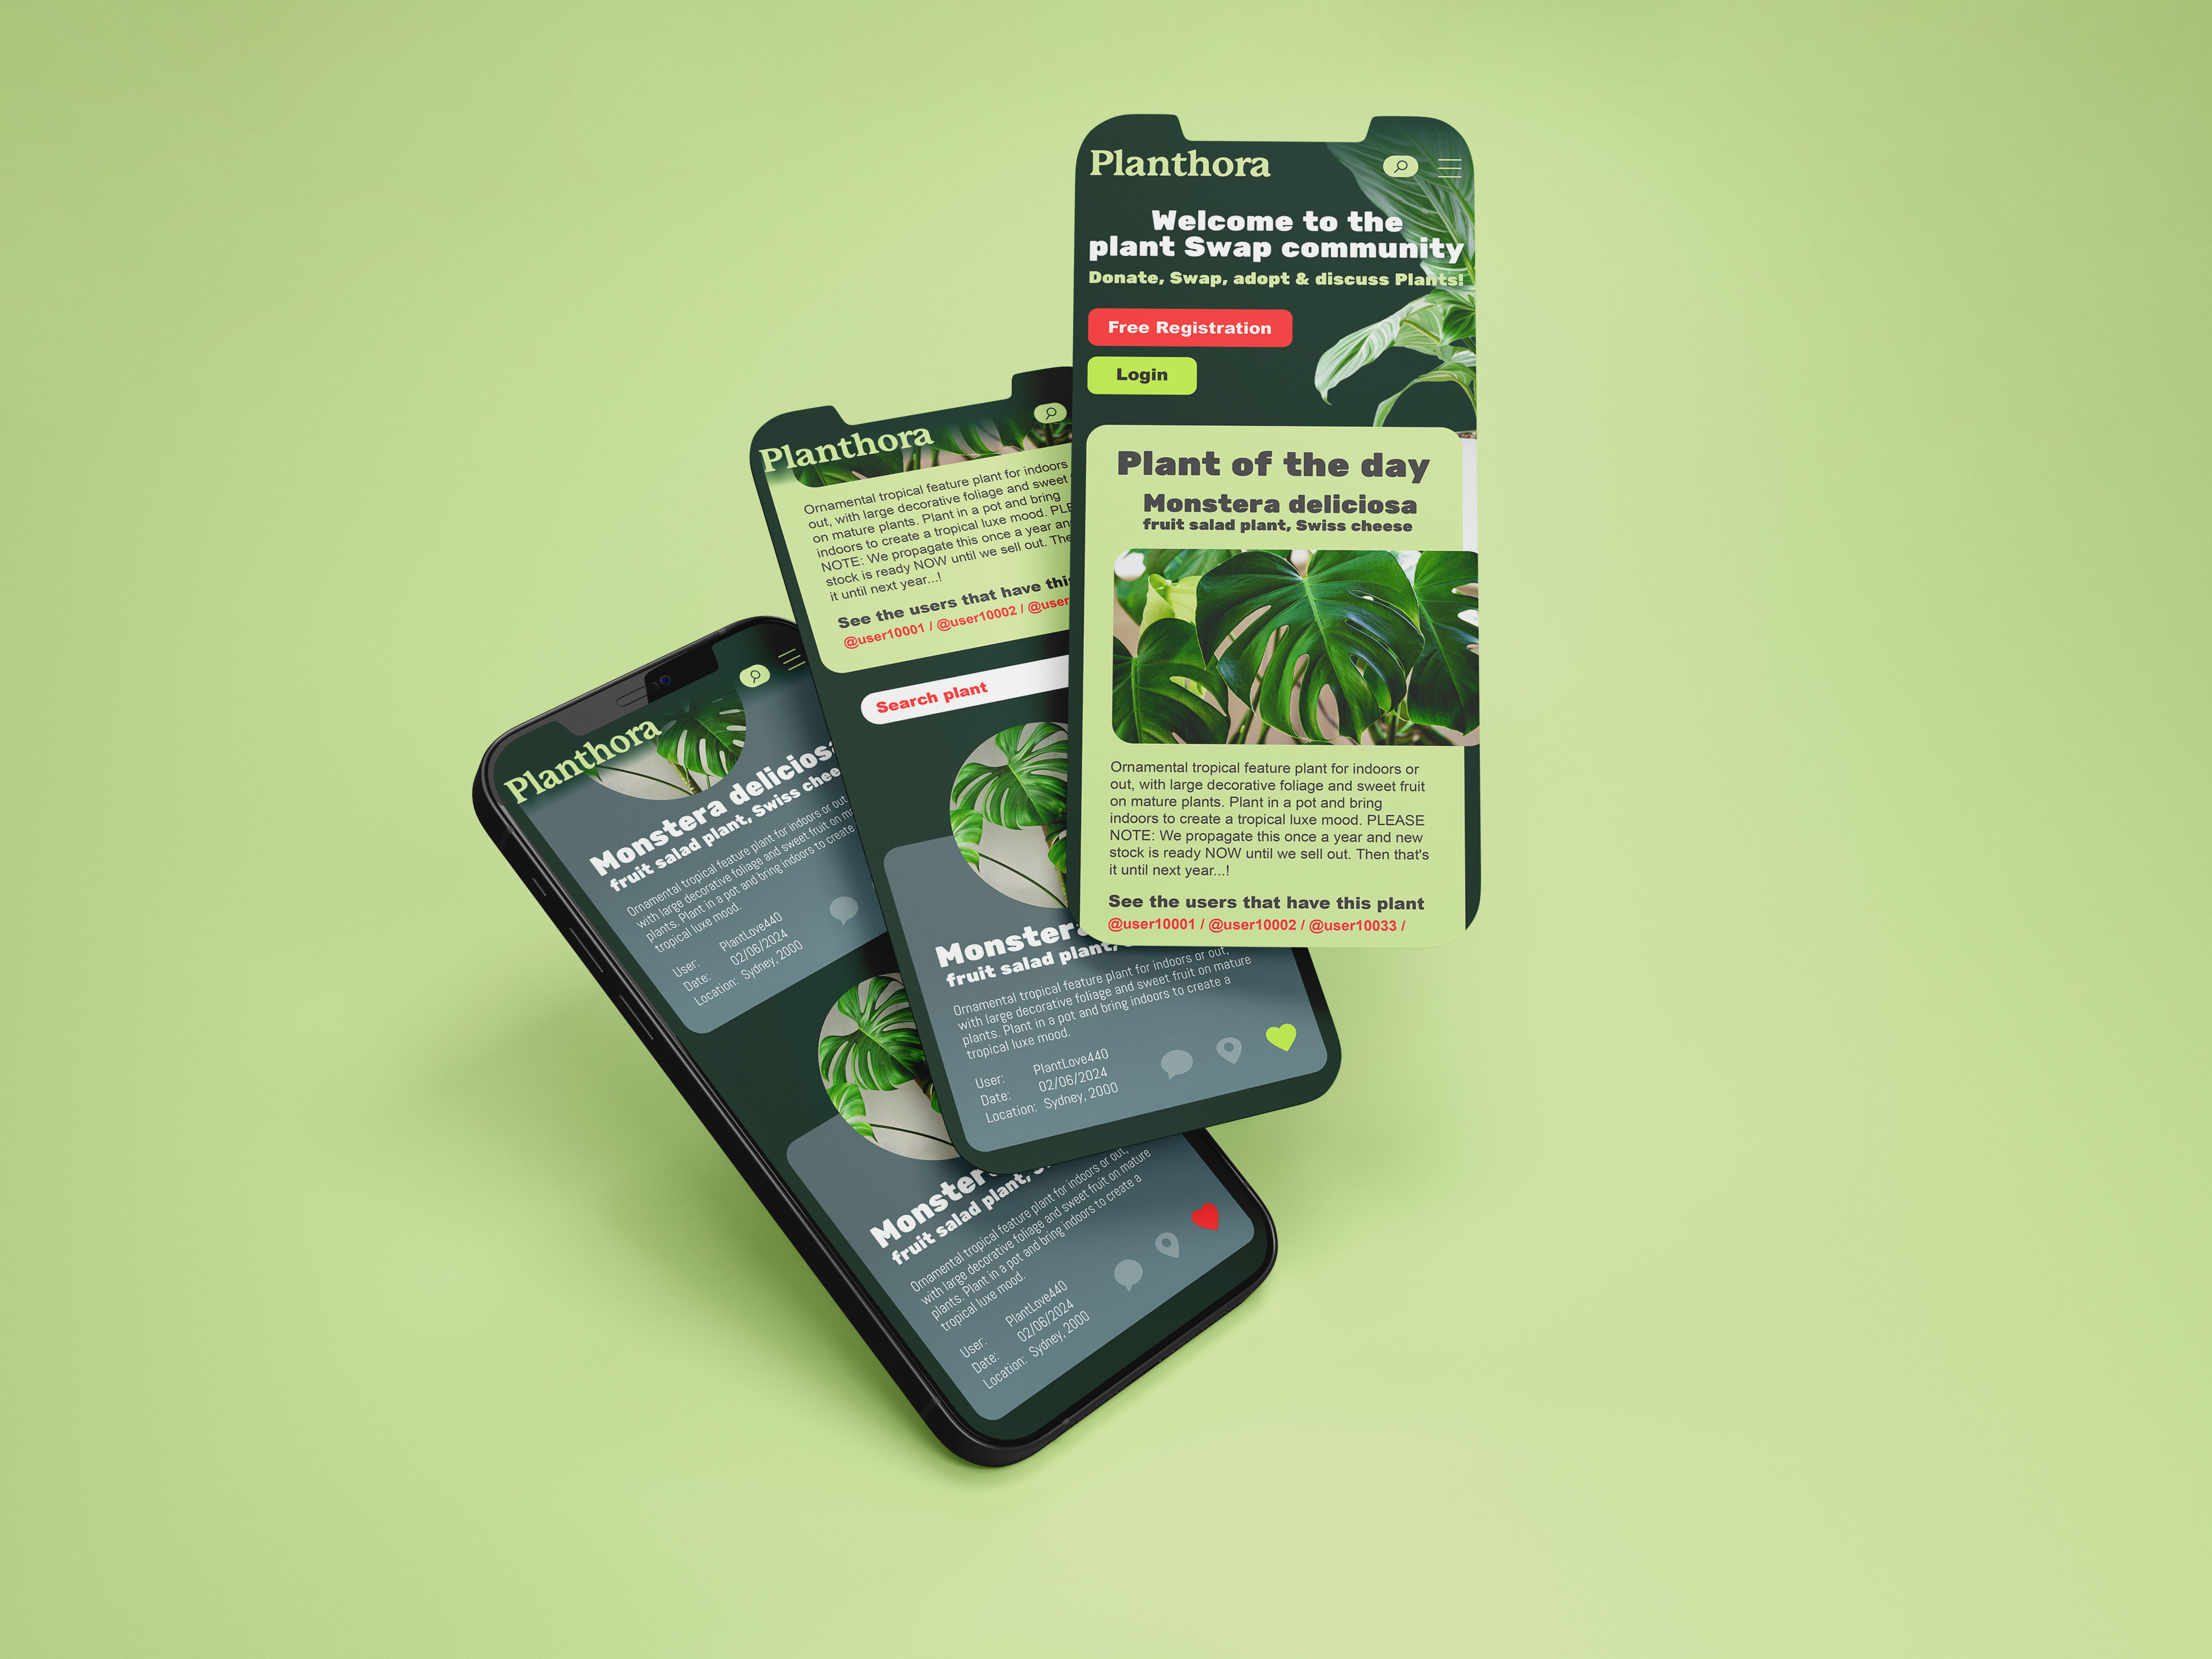 Planthora
Welcome to the
plant Swap community
Donate, Swap, adopt & discuss Plants!
Free Registration
Login
Plant of the day
Monstera deliciosa
fruit salad plant, Swiss cheese
Ornamental tropical feature plant for indoors or
out, with large decorative foliage and sweet fruit
on mature plants. Plant in a pot and bring
indoors to create a tropical luxe mood. PLEASE
NOTE: We propagate this once a year and new
stock is ready NOW until we sell out. Then that's
it until next year...!
See the users that have this plant
@user10001 / @user10002 / @user10033 /
Planthora
Ornamental tropical feature plant for indoors
out, with large decorative foliage and sweet
on mature plants. Plant in a pot and bring
indoors to create a tropical luxe mood.
NOTE: We propagate this once a year an
stock is ready NOW until we sell out. The
it until next year...!
See the users that have this
@user10001 / @user10002 / @user
Search plant
Monstera
fruit salad plant,
Ornamental tropical feature plant for indoors or out,
with large decorative foliage and sweet fruit on mature
plants. Plant in a pot and bring indoors to create a
tropical luxe mood.
User: PlantLove440
Date: 02/06/2024
Location: Sydney, 2000
Planthora
Monstera delicios
fruit salad plant, Swiss chee
Ornamental tropical feature plant for indoors or out
with large decorative foliage and sweet fruit on m
plants. Plant in a pot and bring indoors to create
tropical luxe mood.
User: PlantLove440
Date: 02/06/2024
Location: Sydney, 2000
Monster
fruit salad plant,
Ornamental tropical feature plant for indoors or out,
with large decorative foliage and sweet fruit on mature
plants. Plant in a pot and bring indoors to create a
tropical luxe mood.
User: PlantLove440
Date: 02/06/2024
Location: Sydney, 2000